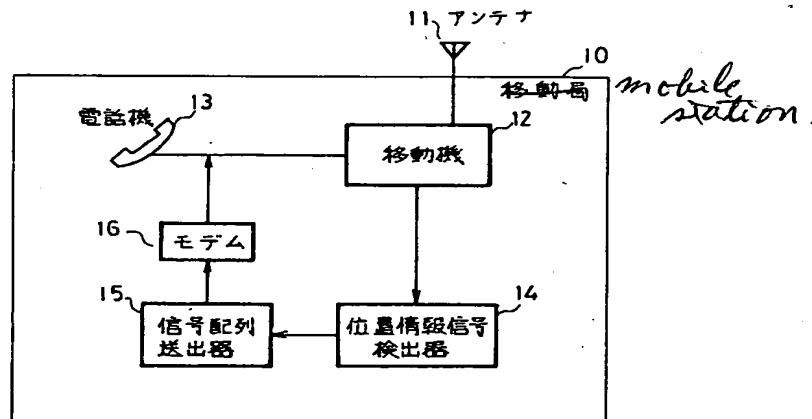 11 アンテナ
10
移動局
mobile station.
電話機
13
12
移動機
16
モデム
15
14
信号配列
送出器
位置情報信号
検出器